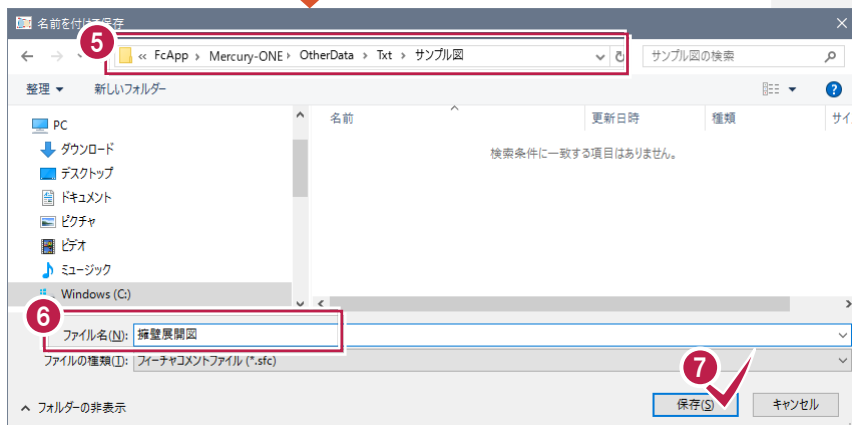 名前を付けて保存
5
« FcApp › Mercury-ONE › OtherData › Txt › サンプル図
サンプル図の検索
整理 新しいフォルダー
名前 更新日時 種類 サイ
検索条件に一致する項目はありません。
PC
ダウンロード
デスクトップ
ドキュメント
ピクチャ
ビデオ
ミュージック
Windows (C:)
6
ファイル名(N): 擁壁展開図
ファイルの種類(T): フィーチャコメントファイル (*.sfc)
7
フォルダーの非表示
保存(S) キャンセル